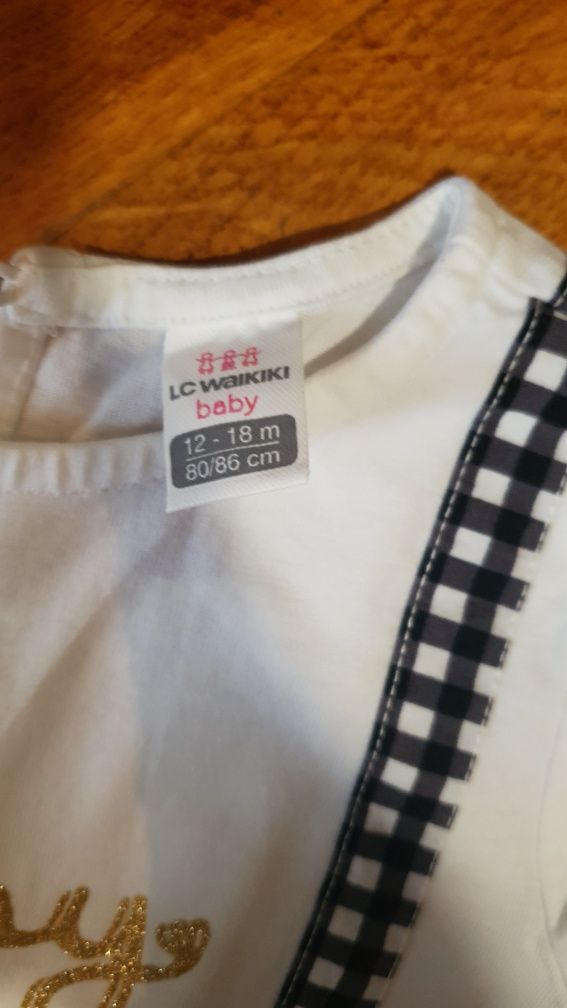 LC WAIKIKI
baby
12 - 18 m
80/86 cm